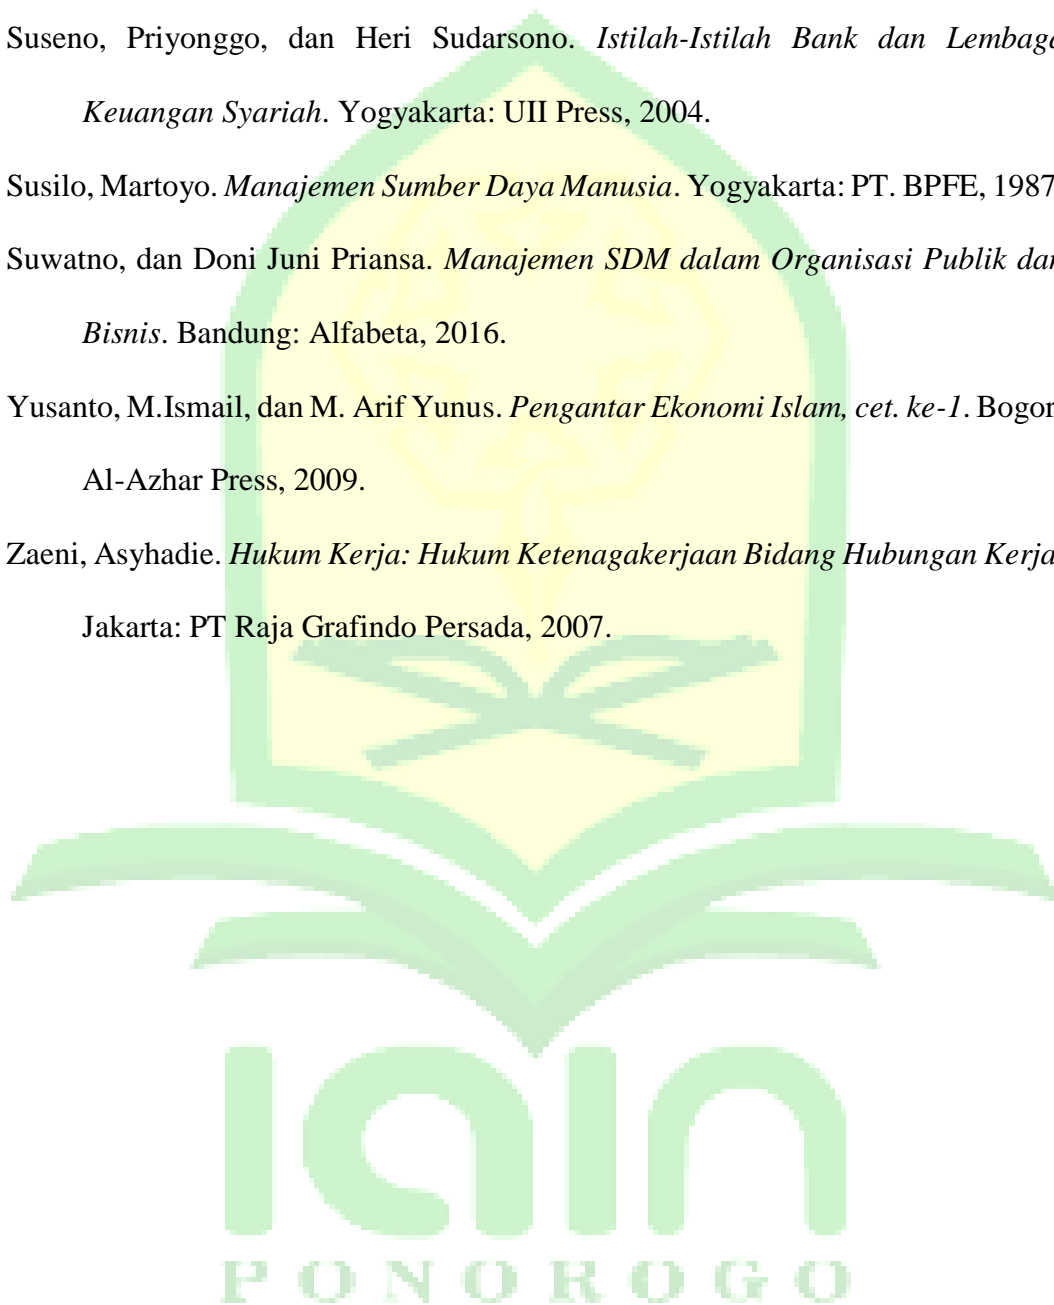 Suseno, Priyonggo, dan Heri Sudarsono. Istilah-Istilah Bank dan Lembaga
Keuangan Syariah. Yogyakarta: UII Press, 2004.
Susilo, Martoyo. Manajemen Sumber Daya Manusia. Yogyakarta: PT. BPFE, 1987
Suwatno, dan Doni Juni Priansa. Manajemen SDM dalam Organisasi Publik dan
Bisnis. Bandung: Alfabeta, 2016.
Yusanto, M.Ismail, dan M. Arif Yunus. Pengantar Ekonomi Islam, cet. ke-1. Bogor
Al-Azhar Press, 2009.
Zaeni, Asyhadie. Hukum Kerja: Hukum Ketenagakerjaan Bidang Hubungan Kerja
Jakarta: PT Raja Grafindo Persada, 2007.
iain
PONOROGO